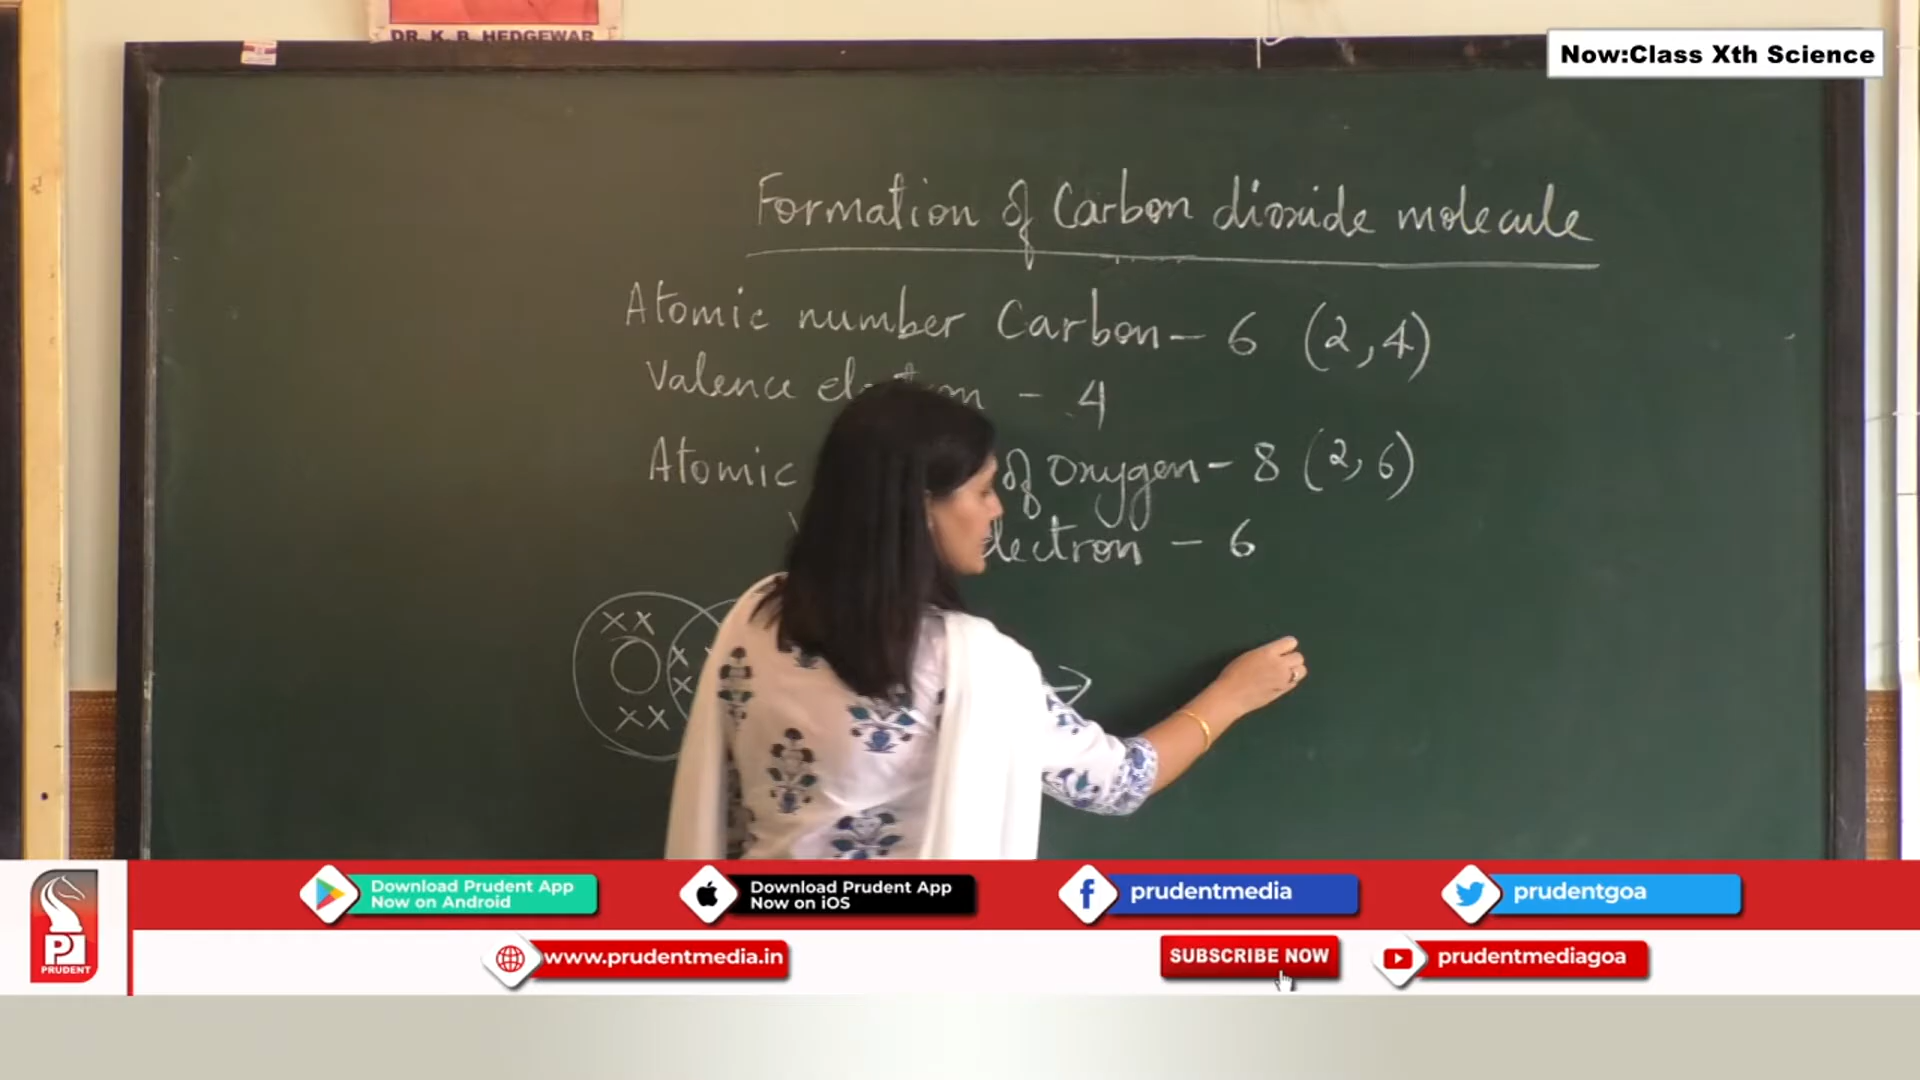 DR. K. B. HEDGEWAR
Now:Class Xth Science
Formation of Carbon dioxide molecule
Atomic number Carbon - 6 (2,4)
Valence - 4
Atomic of Oxygen - 8 (2,6)
- 6
XX
X
X
XX
Download Prudent App
Now on Android
Download Prudent App
Now on iOS
prudentmedia
prudentgoa
PRUDENT
www.prudentmedia.in
SUBSCRIBE NOW
prudentmediagoa